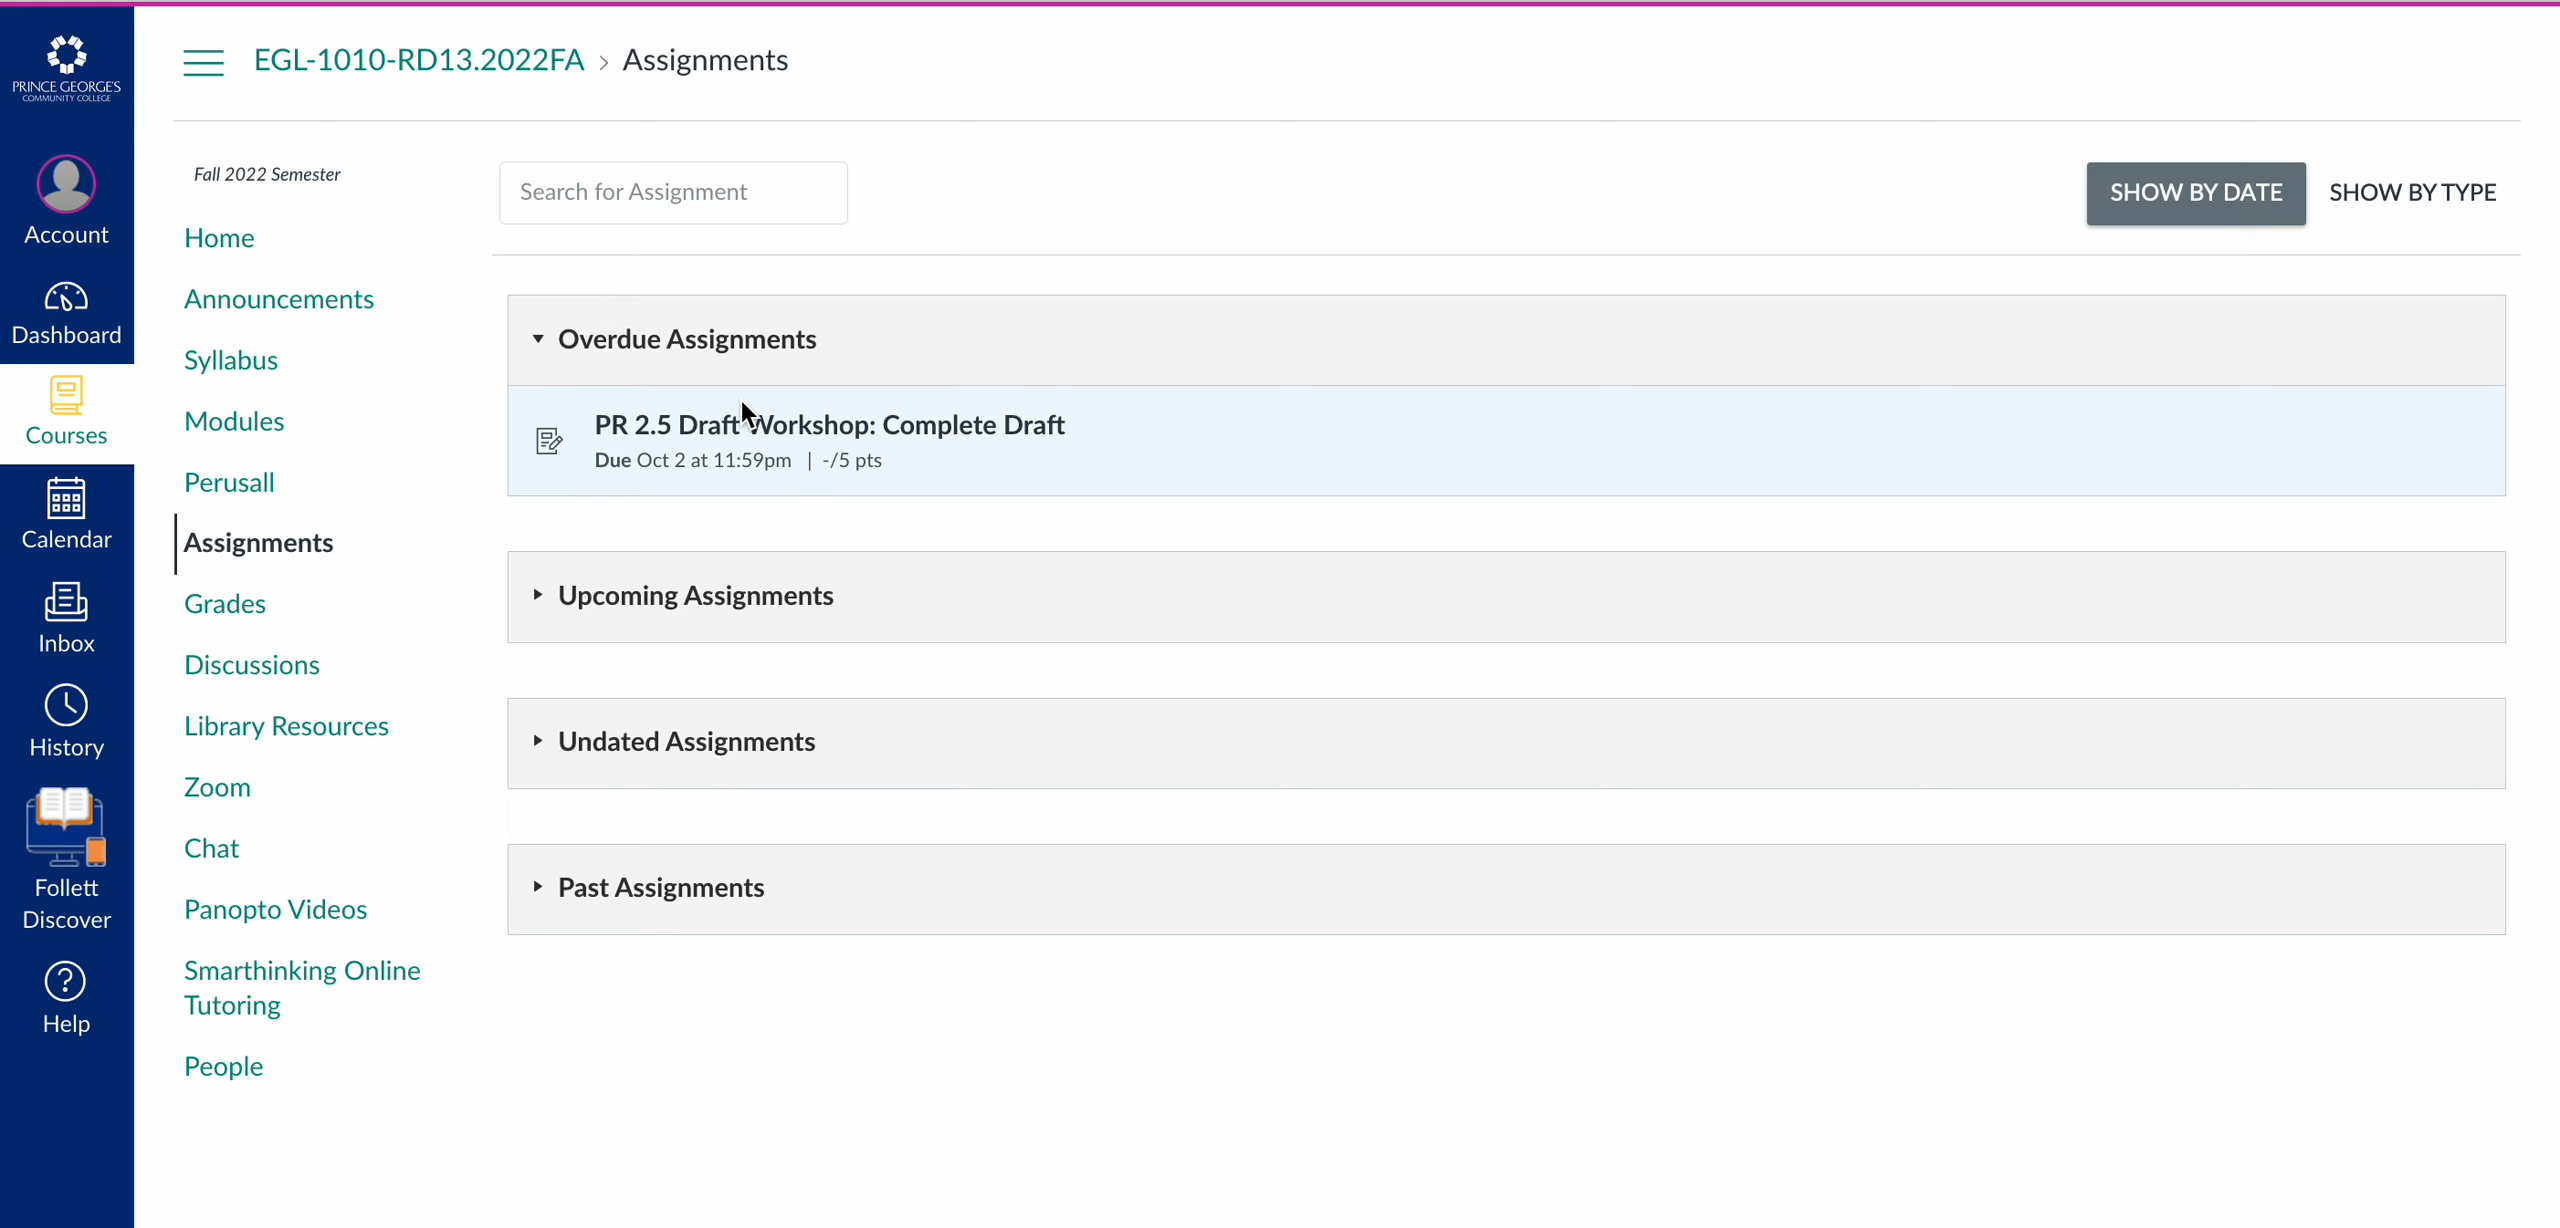 PRINCE GEORGE'S
COMMUNITY COLLEGE
Account
Dashboard
Courses
Calendar
Inbox
History
Follett
Discover
Help
EGL-1010-RD13.2022FA > Assignments
Fall 2022 Semester
Home
Announcements
Syllabus
Modules
Perusall
Assignments
Grades
Discussions
Library Resources
Zoom
Chat
Panopto Videos
Smarthinking Online
Tutoring
People
Search for Assignment
SHOW BY DATE
SHOW BY TYPE
Overdue Assignments
PR 2.5 Draft Workshop: Complete Draft
Due Oct 2 at 11:59pm | -/5 pts
Upcoming Assignments
Undated Assignments
Past Assignments